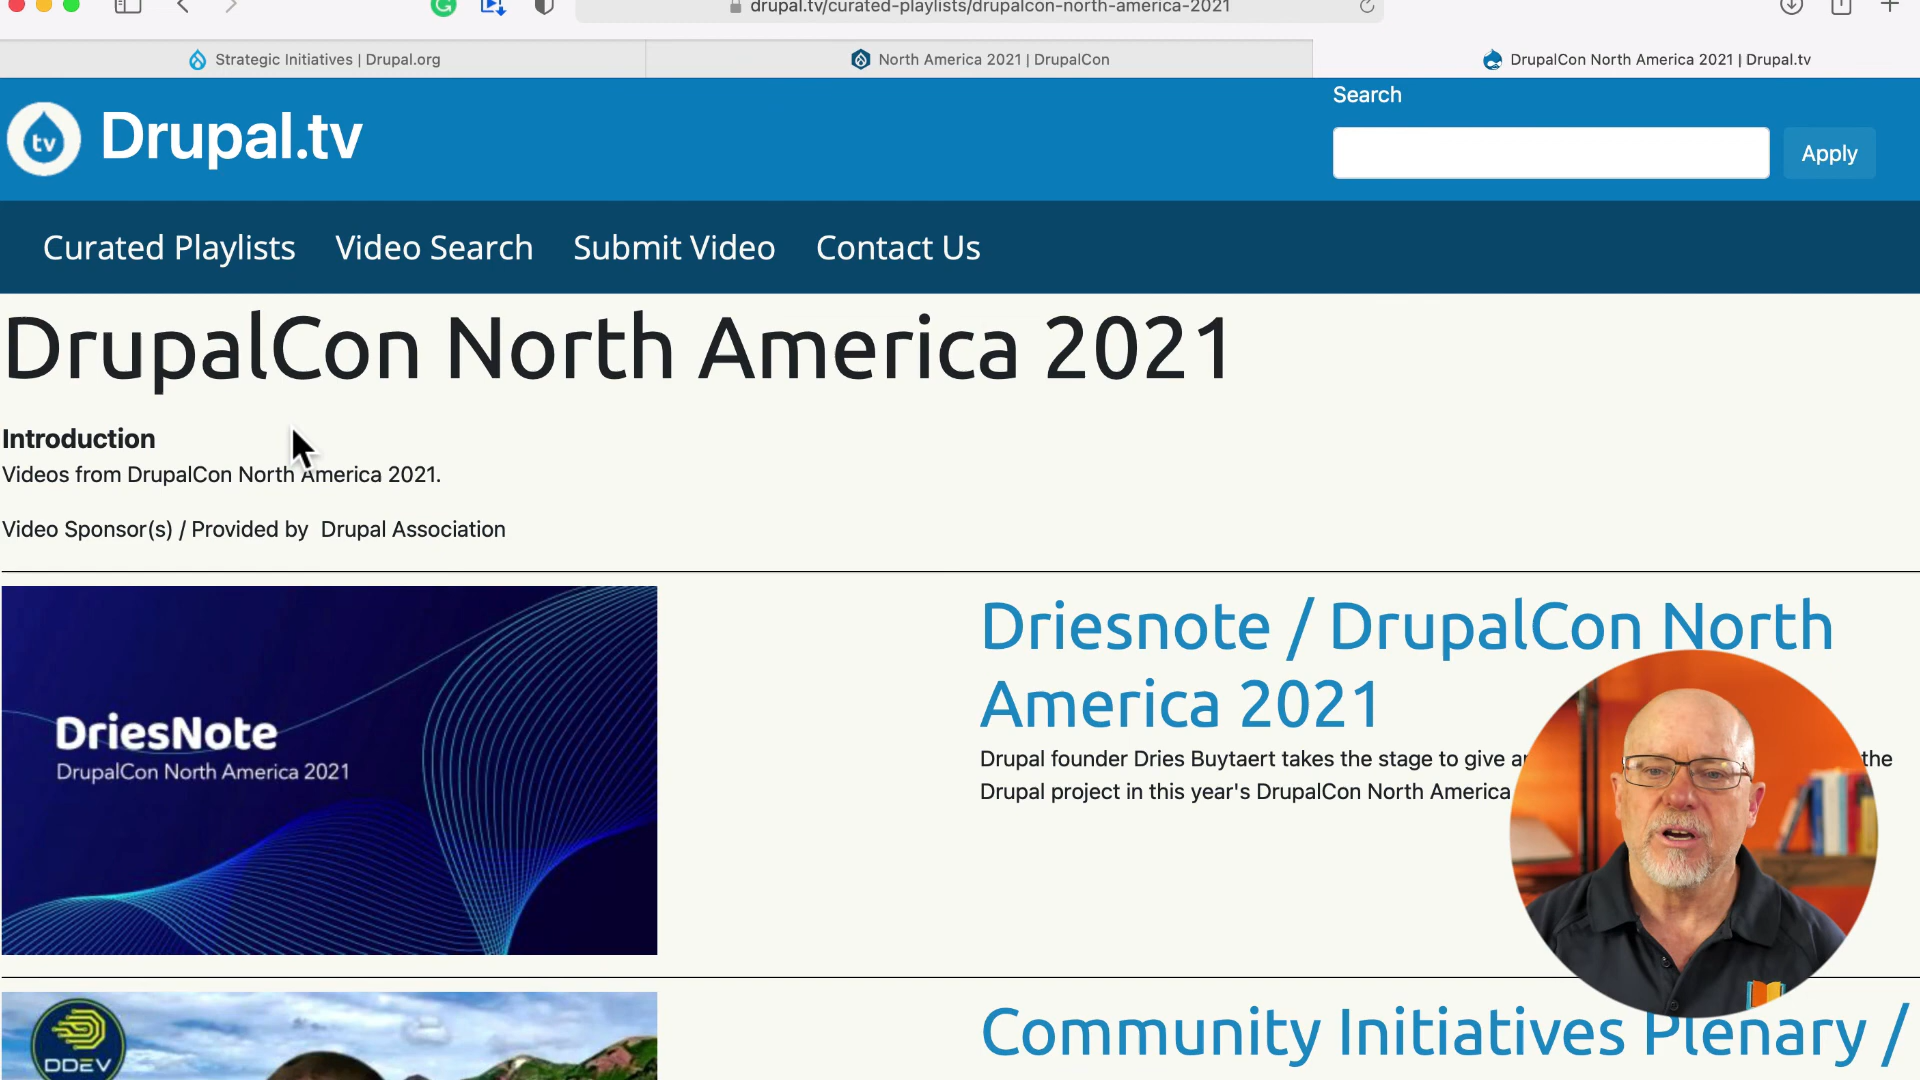 drupal.tv/curated-playlists/drupalcon-north-america-2021
Strategic Initiatives | Drupal.org
North America 2021 | DrupalCon
DrupalCon North America 2021 | Drupal.tv
tv
Drupal.tv
Search
Apply
Curated Playlists
Video Search
Submit Video
Contact Us
DrupalCon North America 2021
Introduction
Videos from DrupalCon North America 2021.
Video Sponsor(s) / Provided by Drupal Association
DriesNote
DrupalCon North America 2021
Driesnote / DrupalCon North
America 2021
Drupal founder Dries Buytaert takes the stage to give the
Drupal project in this year's DrupalCon North America
DDEV
Community Initiatives Plenary /